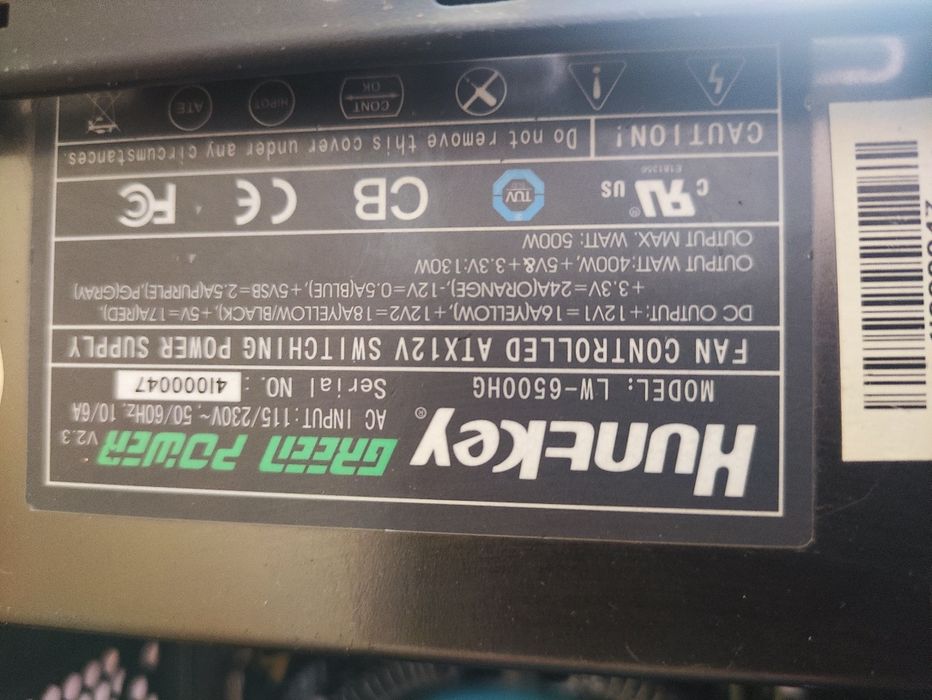 Huntkey® GREEN POWER V2.3
AC INPUT: 115/230V~, 50/60Hz, 10/6A
MODEL: LW-6500HG Serial NO.: 41000047
FAN CONTROLLED ATX12V SWITCHING POWER SUPPLY
DC OUTPUT: +12V1=16A(YELLOW), +12V2=18A(YELLOW/BLACK), +5V=17A(RED),
+3.3V=24A(ORANGE),-12V=0.5A(BLUE),+5VSB=2.5A(PURPLE),PG(GRAY)
OUTPUT WATT:400W, +5V&+3.3V:130W
OUTPUT MAX. WATT: 500W
c RU® US TUV CB CE FC
E181356
CAUTION! Do not remove this cover under any circumstances.
CONT OK HIPOT ATE